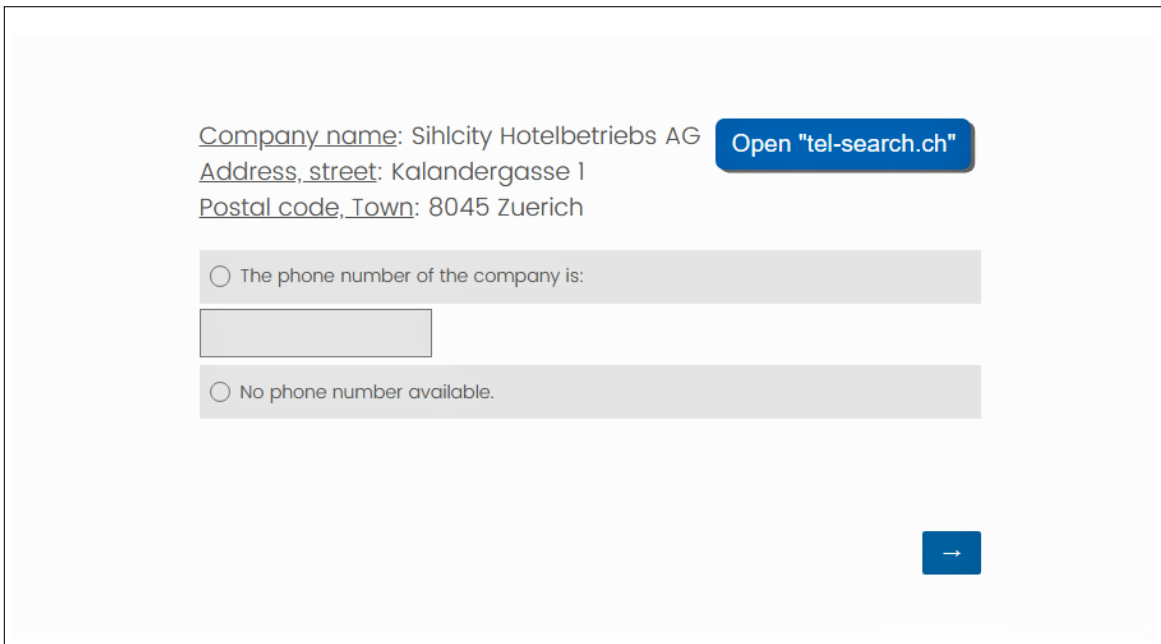 Company name: Sihlcity Hotelbetriebs AG
Open "tel-search.ch"
Address, street: Kalandergasse 1
Postal code, Town: 8045 Zuerich
The phone number of the company is:
No phone number available.
→